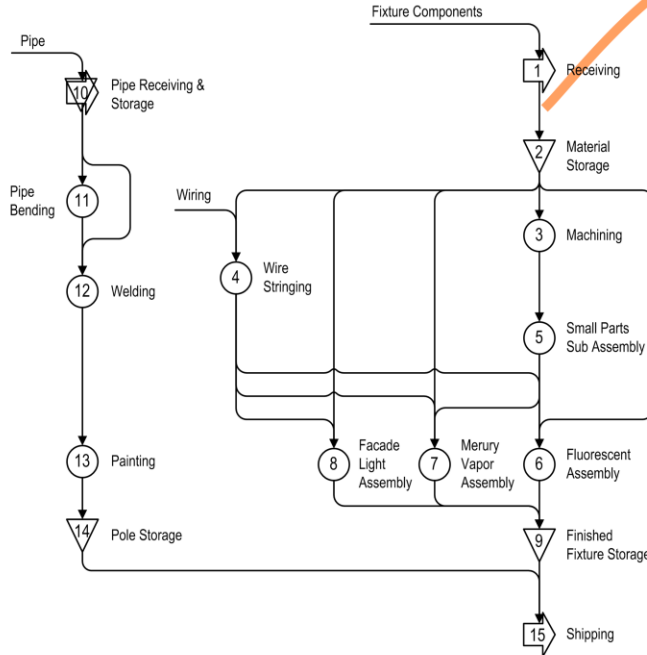 Fixture Components
Pipe
1
Receiving
10
Pipe Receiving &
Storage
2
Material
Storage
11
Pipe
Bending
Wiring
3
Machining
4
Wire
Stringing
12
Welding
5
Small Parts
Sub Assembly
13
Painting
8
Facade
Light
Assembly
7
Merury
Vapor
Assembly
6
Fluorescent
Assembly
14
Pole Storage
9
Finished
Fixture Storage
15
Shipping